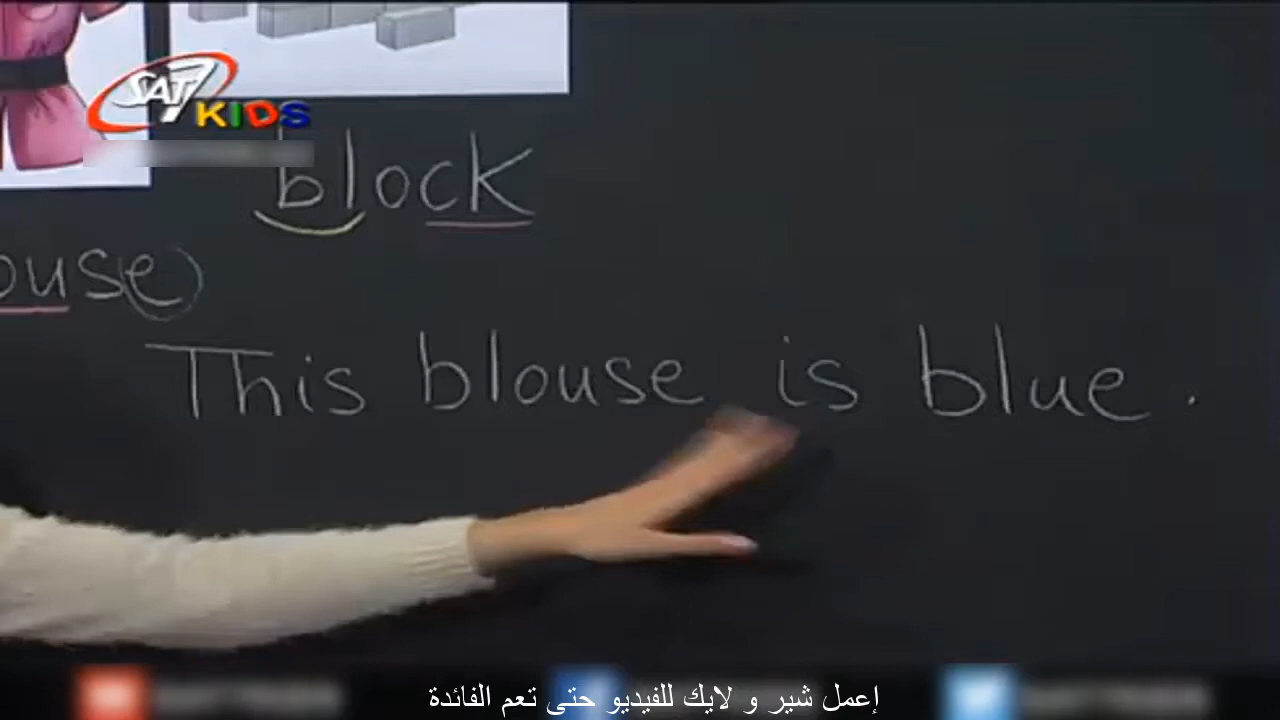 SAT7
KIDS
block
ouse
This blouse is blue.
إعمل شير و لايك للفيديو حتى تعم الفائدة